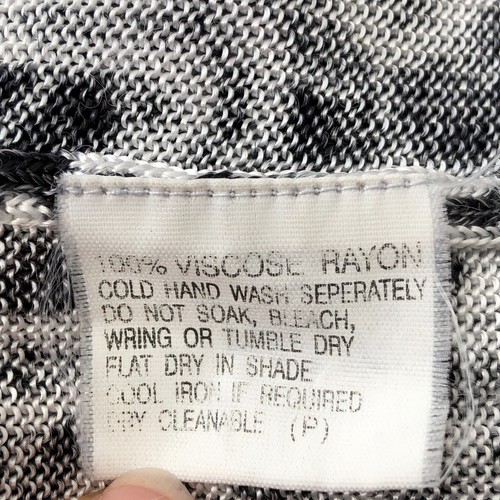 100% VISCOSE RAYON
COLD HAND WASH SEPERATELY
DO NOT SOAK, BLEACH,
WRING OR TUMBLE DRY
FLAT DRY IN SHADE
COOL IRON IF REQUIRED
DRY CLEANABLE (P)